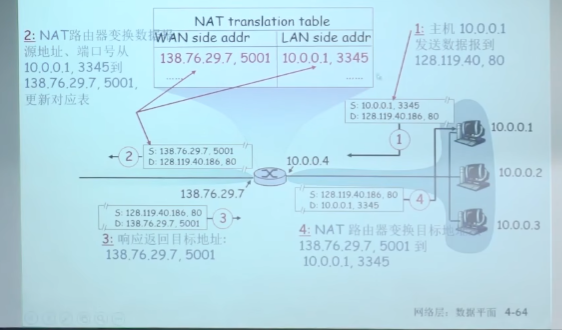 2: NAT路由器变换数据
源地址、端口号从
10.0.0.1, 3345到
138.76.29.7, 5001,
更新对应表
NAT translation table
WAN side addr LAN side addr
138.76.29.7, 5001 10.0.0.1, 3345
...... ......
1: 主机 10.0.0.1
发送数据报到
128.119.40, 80
S: 10.0.0.1, 3345
D: 128.119.40.186, 80
1
10.0.0.1
S: 138.76.29.7, 5001
D: 128.119.40.186, 80
2
10.0.0.4
10.0.0.2
138.76.29.7
S: 128.119.40.186, 80
D: 10.0.0.1, 3345
4
S: 128.119.40.186, 80
D: 138.76.29.7, 5001
3
10.0.0.3
3: 响应返回目标地址:
138.76.29.7, 5001
4: NAT 路由器变换目标地
138.76.29.7, 5001 到
10.0.0.1, 3345
网络层: 数据平面 4-64